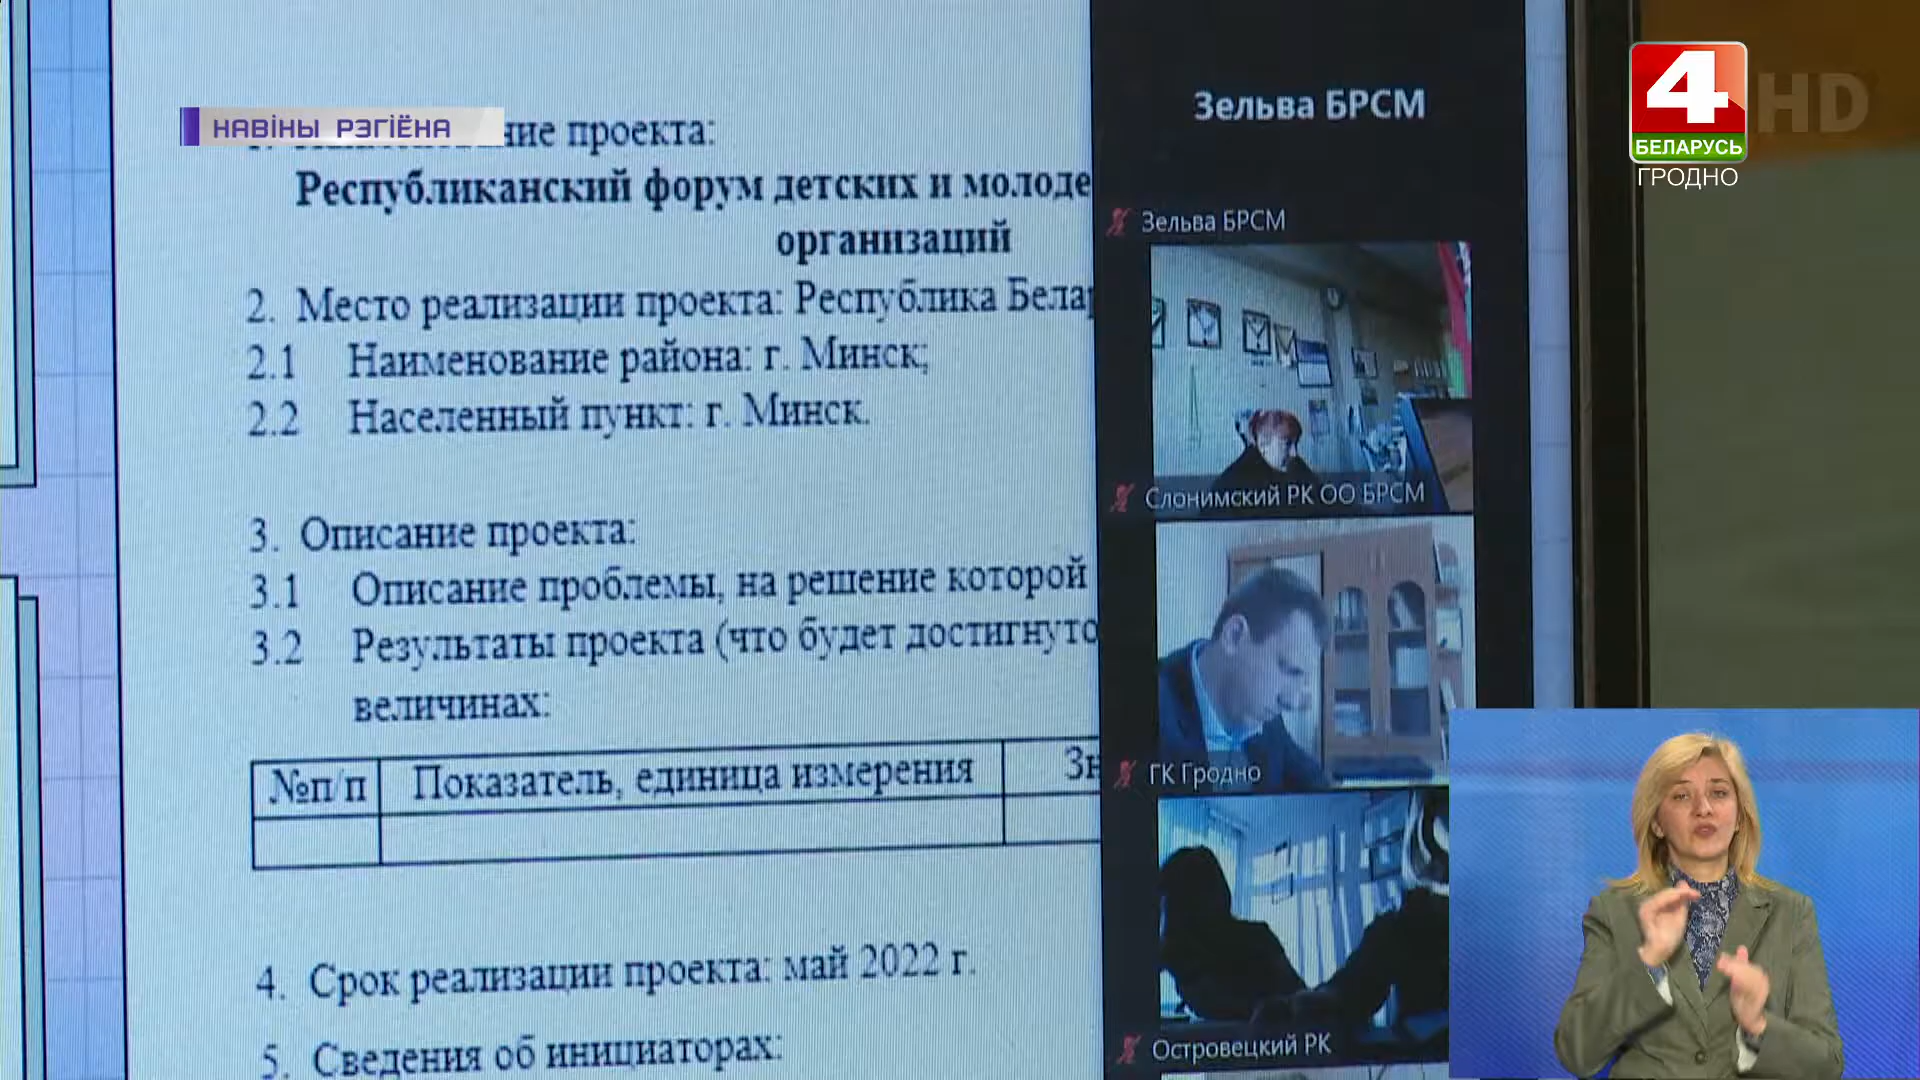 НАВІНЫ РЭГІЁНА
ние проекта:
Республиканский форум детских и молоде
организаций
2. Место реализации проекта: Республика Белар
2.1 Наименование района: г. Минск;
2.2 Населенный пункт: г. Минск.
3. Описание проекта:
3.1 Описание проблемы, на решение которой
3.2 Результаты проекта (что будет достигнуто
величинах:
№п/п Показатель, единица измерения Зн
4. Срок реализации проекта: май 2022 г.
5. Сведения об инициаторах:
Зельва БРСМ
Зельва БРСМ
Слонимский РК ОО БРСМ
ГК Гродно
Островецкий РК
4 HD
БЕЛАРУСЬ
ГРОДНО